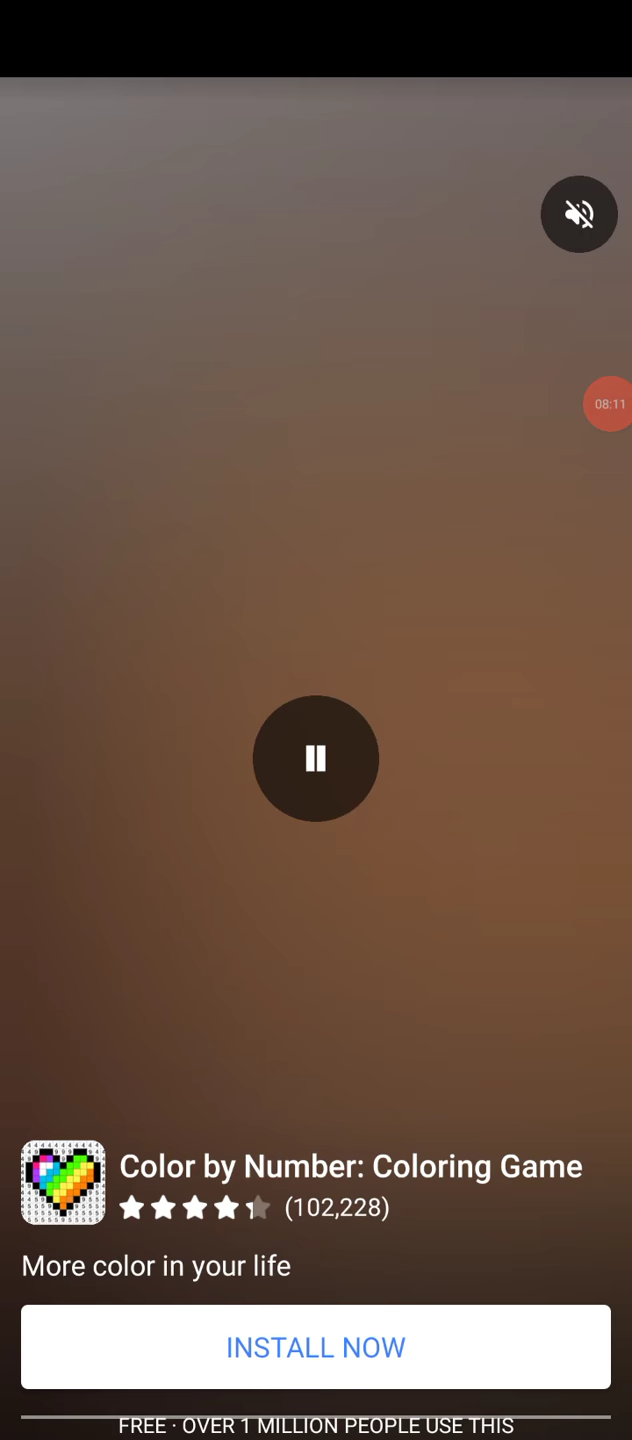 08:11
Color by Number: Coloring Game
(102,228)
More color in your life
INSTALL NOW
FREE · OVER 1 MILLION PEOPLE USE THIS